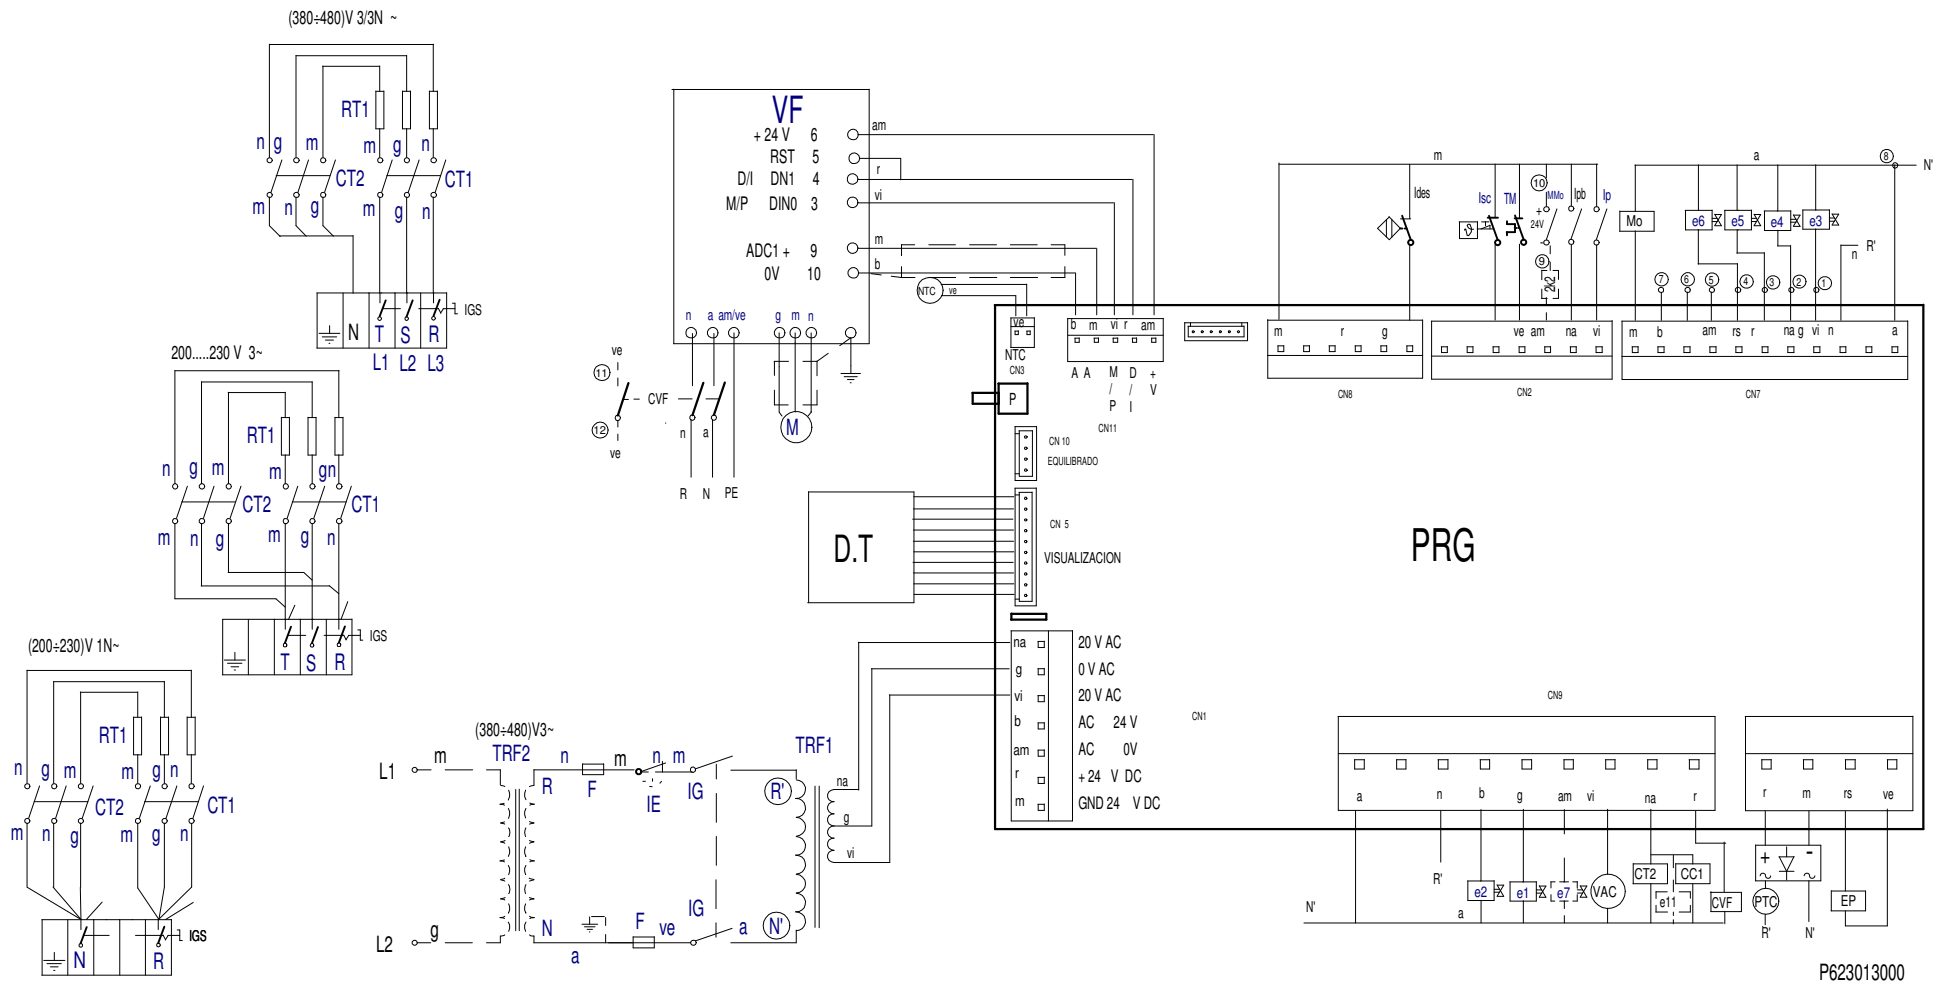 (380÷480)V 3/3N ~
RT1
n g m m g n
CT2 CT1
m n g m g n
N T S R IGS
L1 L2 L3
200.....230 V 3~
RT1
n g m m gn
CT2 CT1
m n g m g n
T S R IGS
(200÷230)V 1N~
RT1
n g m m g n
CT2 CT1
m n g m g n
N R IGS
VF
+ 24 V 6 am
RST 5
D/I DN1 4 r
M/P DIN0 3 vi
ADC1 + 9 m
0V 10 b
n a am/ve g m n
NTC ve
ve
11
CVF
12
ve
n a
R N PE
M
D.T
(380÷480)V3~
L1 m TRF2 R n F m n m IG TRF1
IE
R'
na
g
vi
L2 g N a F ve IG a N'
PRG
ve
NTC
CN3
P
b m vi r am
A A M/P D/I +V
CN11
CN 10
EQUILIBRADO
CN 5
VISUALIZACION
na 20 V AC
g 0 V AC
vi 20 V AC
b AC 24 V
am AC 0V
r + 24 V DC
m GND 24 V DC
CN1
m
Ides
Isc TM 10 MMo Ipb Ip
+
24V
-
9
2k2
m r g
CN8
ve am na vi
CN2
a 8 N'
Mo e6 e5 e4 e3
n R'
7 6 5 4 3 2 1
m b am rs r na g vi n a
CN7
CN9
a n b g am vi na r
r m rs ve
R'
e2 e1 e7 VAC CT2 CC1
e11 CVF
N' a
+ -
~ ~
PTC
R' N'
EP
P623013000